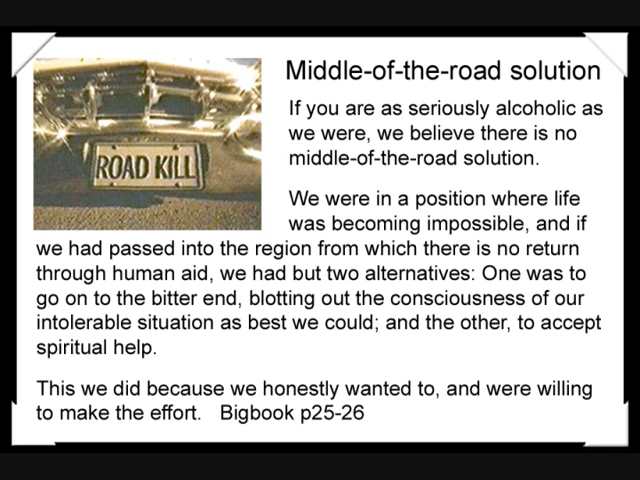 Middle-of-the-road solution
ROAD KILL
If you are as seriously alcoholic as
we were, we believe there is no
middle-of-the-road solution.
We were in a position where life
was becoming impossible, and if
we had passed into the region from which there is no return
through human aid, we had but two alternatives: One was to
go on to the bitter end, blotting out the consciousness of our
intolerable situation as best we could; and the other, to accept
spiritual help.
This we did because we honestly wanted to, and were willing
to make the effort.   Bigbook p25-26